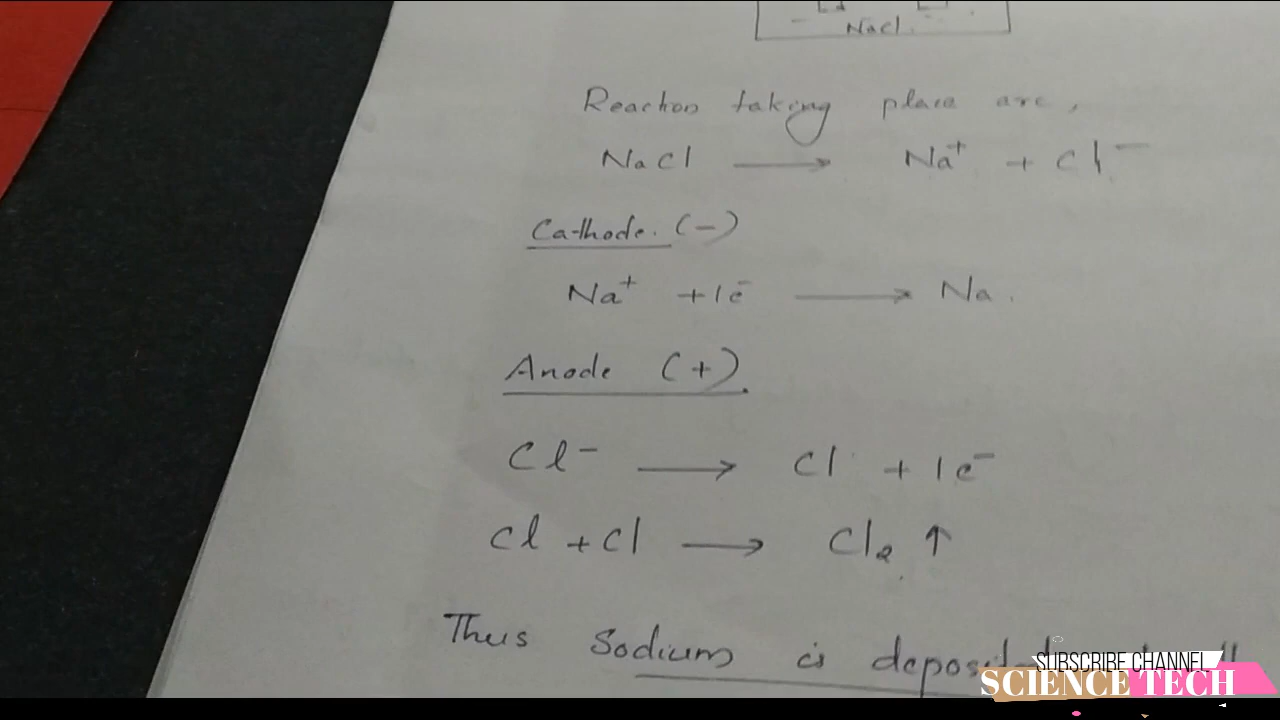 NaCl.
Reaction taking place are,
NaCl ⟶ Na⁺ + Cl⁻
Cathode. (-)
Na⁺ + 1e⁻ ⟶ Na.
Anode (+).
Cl⁻ ⟶ Cl + 1e⁻
Cl + Cl ⟶ Cl₂ ↑
Thus Sodium is
SUBSCRIBE CHANNEL
SCIENCE TECH